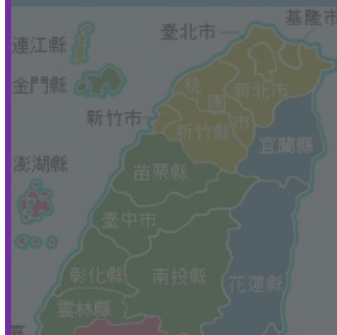 基隆市
臺北市
連江縣
金門縣
桃園市
新北市
新竹市
新竹縣
宜蘭縣
澎湖縣
苗栗縣
臺中市
彰化縣
南投縣
花蓮縣
雲林縣